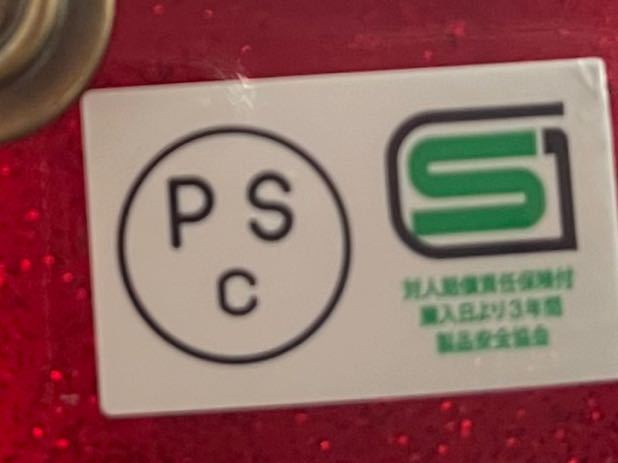 P S
C
S
対人賠償責任保険付
購入日より3年間
製品安全協会